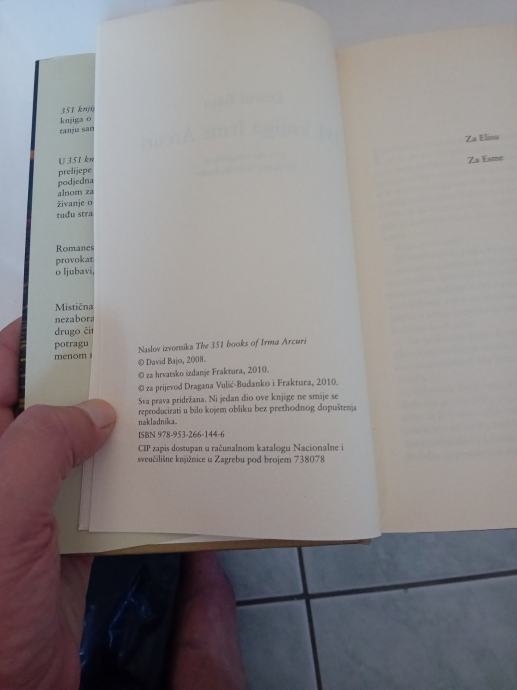 351 knjig
knjiga o
tanju sam
U 351 kn
prelijepe
podjedna
alnom za
živanje o
tuđu stra
Romanes
provokat
o ljubavi,
Mistična
nezabora
drugo čit
potragu
menom
Naslov izvornika The 351 books of Irma Arcuri
© David Bajo, 2008.
© za hrvatsko izdanje Fraktura, 2010.
© za prijevod Dragana Vulić-Budanko i Fraktura, 2010.
Sva prava pridržana. Ni jedan dio ove knjige ne smije se
reproducirati u bilo kojem obliku bez prethodnog dopuštenja
nakladnika.
ISBN 978-953-266-144-6
CIP zapis dostupan u računalnom katalogu Nacionalne i
sveučilišne knjižnice u Zagrebu pod brojem 738078
Za Elisu
Za Esme